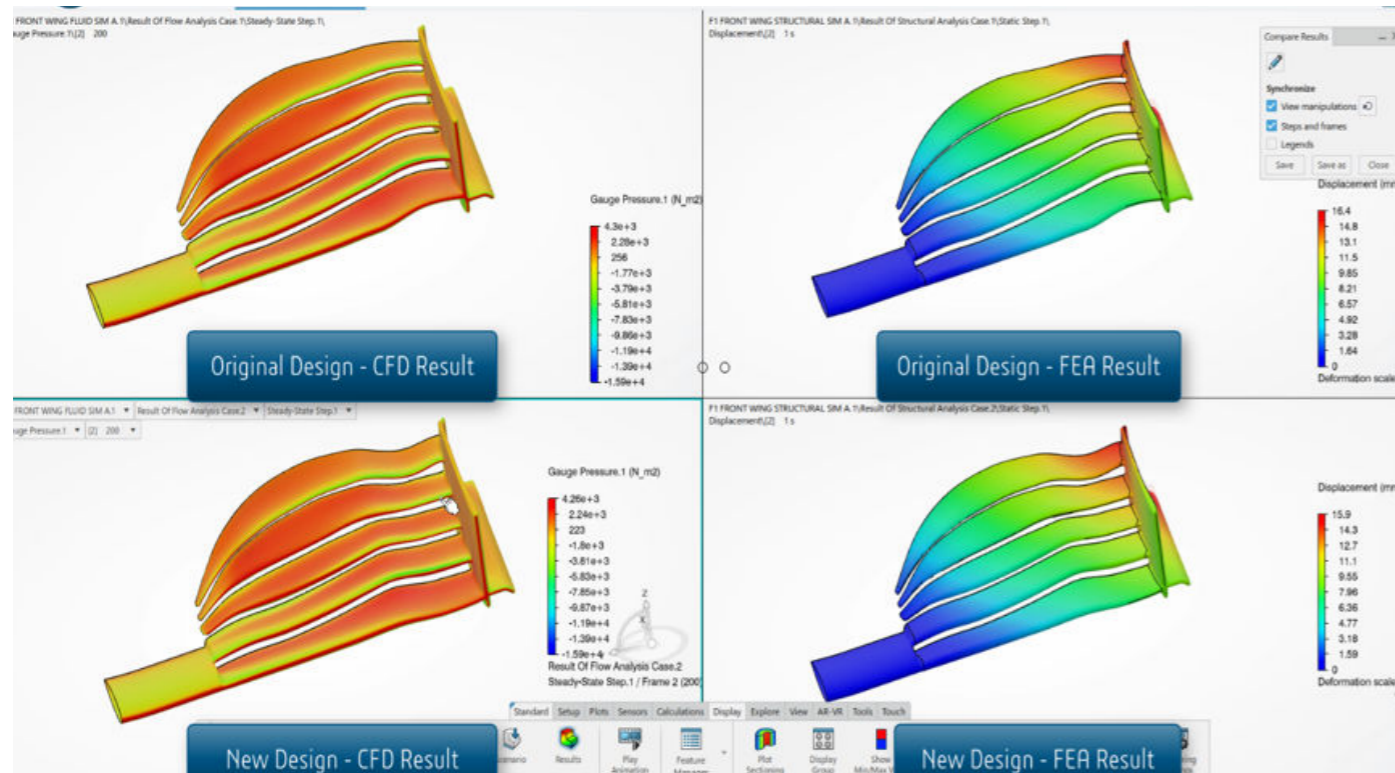 FRONT WING FLUID SIM A.1\Result Of Flow Analysis Case.1\Steady-State Step.1\
uge Pressure.1\[2] 200
Gauge Pressure.1 (N_m2)
4.3e+3
2.28e+3
256
-1.77e+3
-3.79e+3
-5.81e+3
-7.83e+3
-9.86e+3
-1.19e+4
-1.39e+4
-1.59e+4
Original Design - CFD Result
F1 FRONT WING STRUCTURAL SIM A.1\Result Of Structural Analysis Case.1\Static Step.1\
Displacement\[2] 1 s
Compare Results
Synchronize
View manipulations
Steps and frames
Legends
Save Save as Close
Displacement (mm
16.4
14.8
13.1
11.5
9.85
8.21
6.57
4.92
3.28
1.64
0
Deformation scale
Original Design - FEA Result
FRONT WING FLUID SIM A.1 Result Of Flow Analysis Case.2 Steady-State Step.1
uge Pressure.1 [2] 200
Gauge Pressure.1 (N_m2)
4.26e+3
2.24e+3
223
-1.8e+3
-3.81e+3
-5.83e+3
-7.85e+3
-9.87e+3
-1.19e+4
-1.39e+4
-1.59e+4
Z
X
Result Of Flow Analysis Case.2
Steady-State Step.1 / Frame 2 (200)
New Design - CFD Result
F1 FRONT WING STRUCTURAL SIM A.1\Result Of Structural Analysis Case.2\Static Step.1\
Displacement\[2] 1 s
Displacement (mm
15.9
14.3
12.7
11.1
9.55
7.96
6.36
4.77
3.18
1.59
0
Deformation scale
New Design - FEA Result
Standard Setup Plots Sensors Calculations Display Explore View AR-VR Tools Touch
Results
Play Animation
Feature Manager
Plot Sectioning
Display Group
Show Min/Max